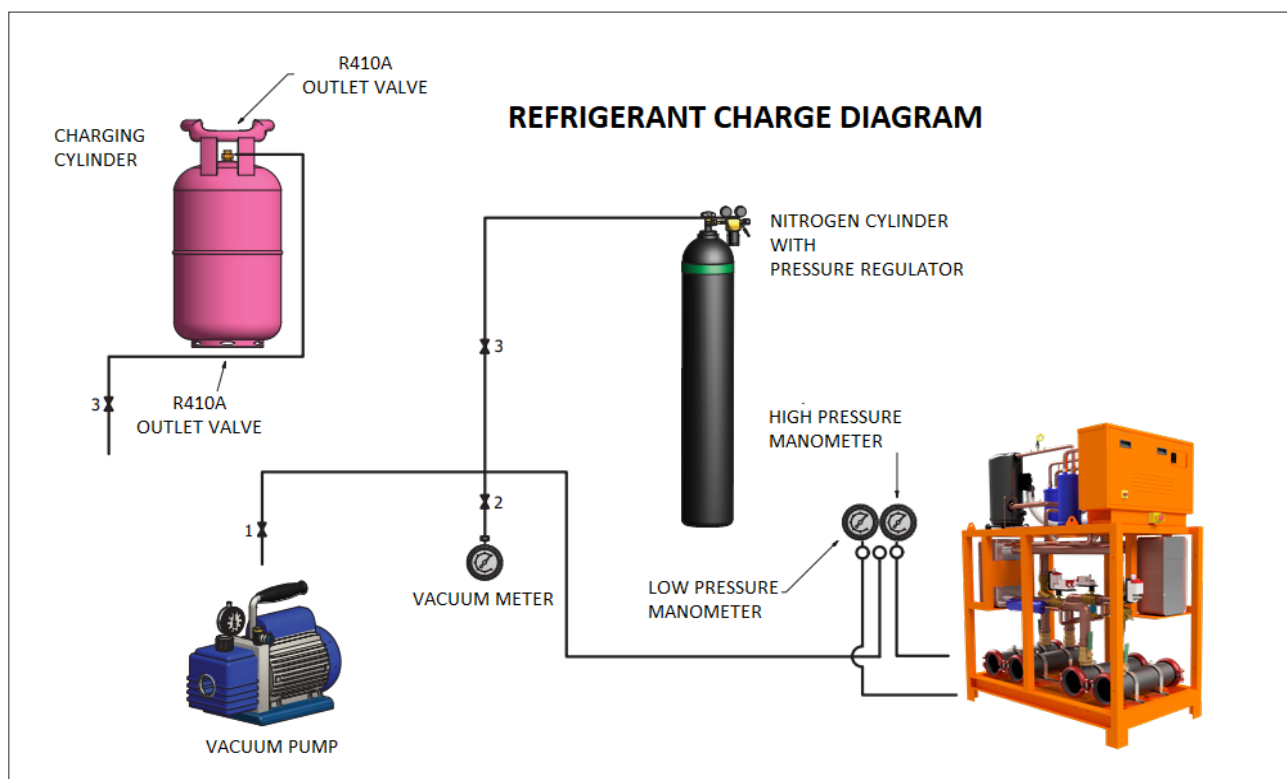 R410A
OUTLET VALVE
REFRIGERANT CHARGE DIAGRAM
CHARGING
CYLINDER
NITROGEN CYLINDER
WITH
PRESSURE REGULATOR
3
3
R410A
OUTLET VALVE
HIGH PRESSURE
MANOMETER
2
1
LOW PRESSURE
MANOMETER
VACUUM METER
VACUUM PUMP